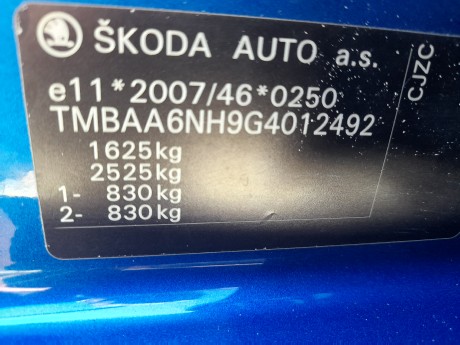 ŠKODA AUTO a.s.
e11*2007/46*0250
TMBAA6NH9G4012492
1625kg
2525kg
1- 830kg
2- 830kg
CJZC